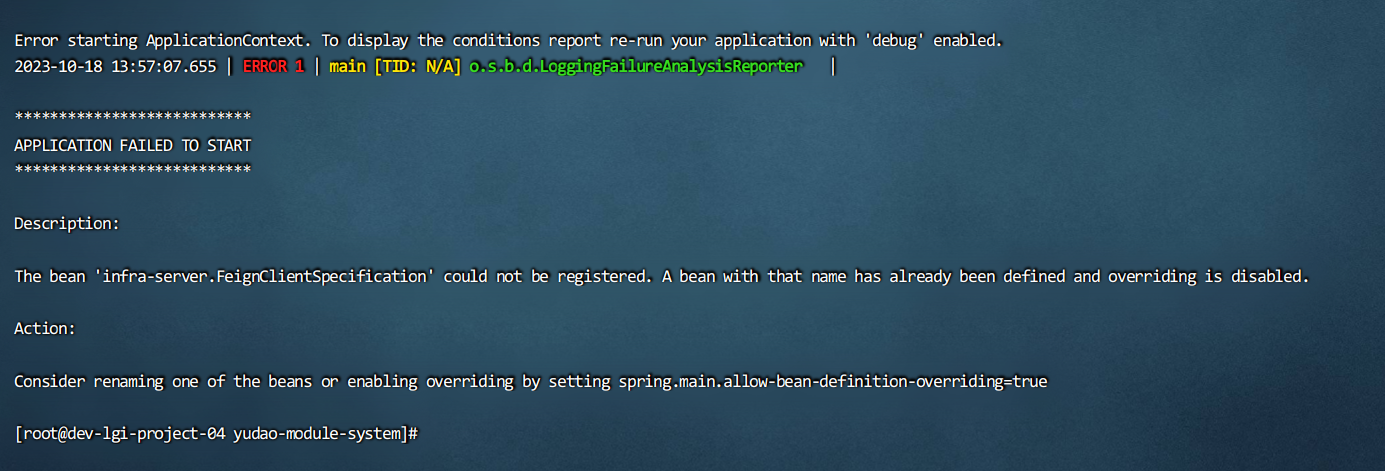 Error starting ApplicationContext. To display the conditions report re-run your application with 'debug' enabled.
2023-10-18 13:57:07.655 | ERROR 1 | main [TID: N/A] o.s.b.d.LoggingFailureAnalysisReporter   |
***************************
APPLICATION FAILED TO START
***************************
Description:
The bean 'infra-server.FeignClientSpecification' could not be registered. A bean with that name has already been defined and overriding is disabled.
Action:
Consider renaming one of the beans or enabling overriding by setting spring.main.allow-bean-definition-overriding=true
[root@dev-lgi-project-04 yudao-module-system]#